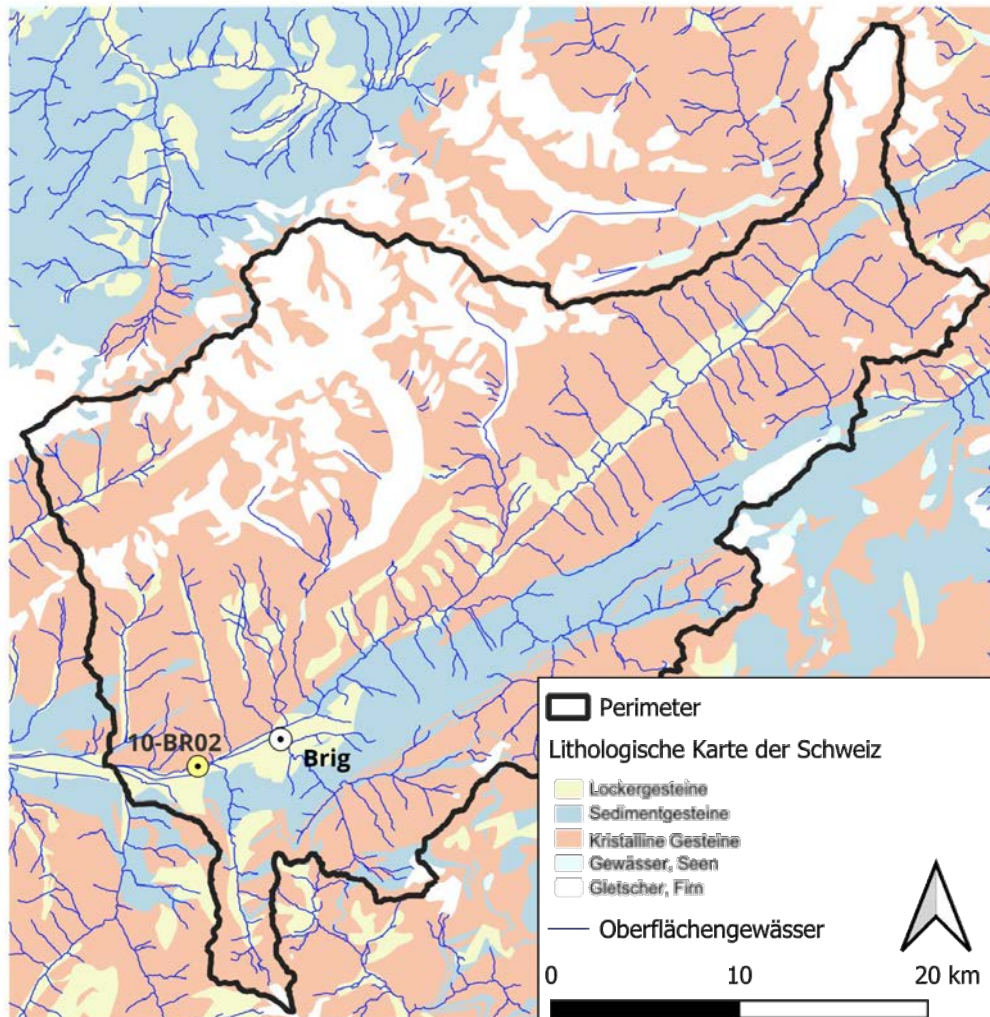 10-BR02
Brig
Perimeter
Lithologische Karte der Schweiz
Lockergesteine
Sedimentgesteine
Kristalline Gesteine
Gewässer, Seen
Gletscher, Firn
Oberflächengewässer
0 10 20 km